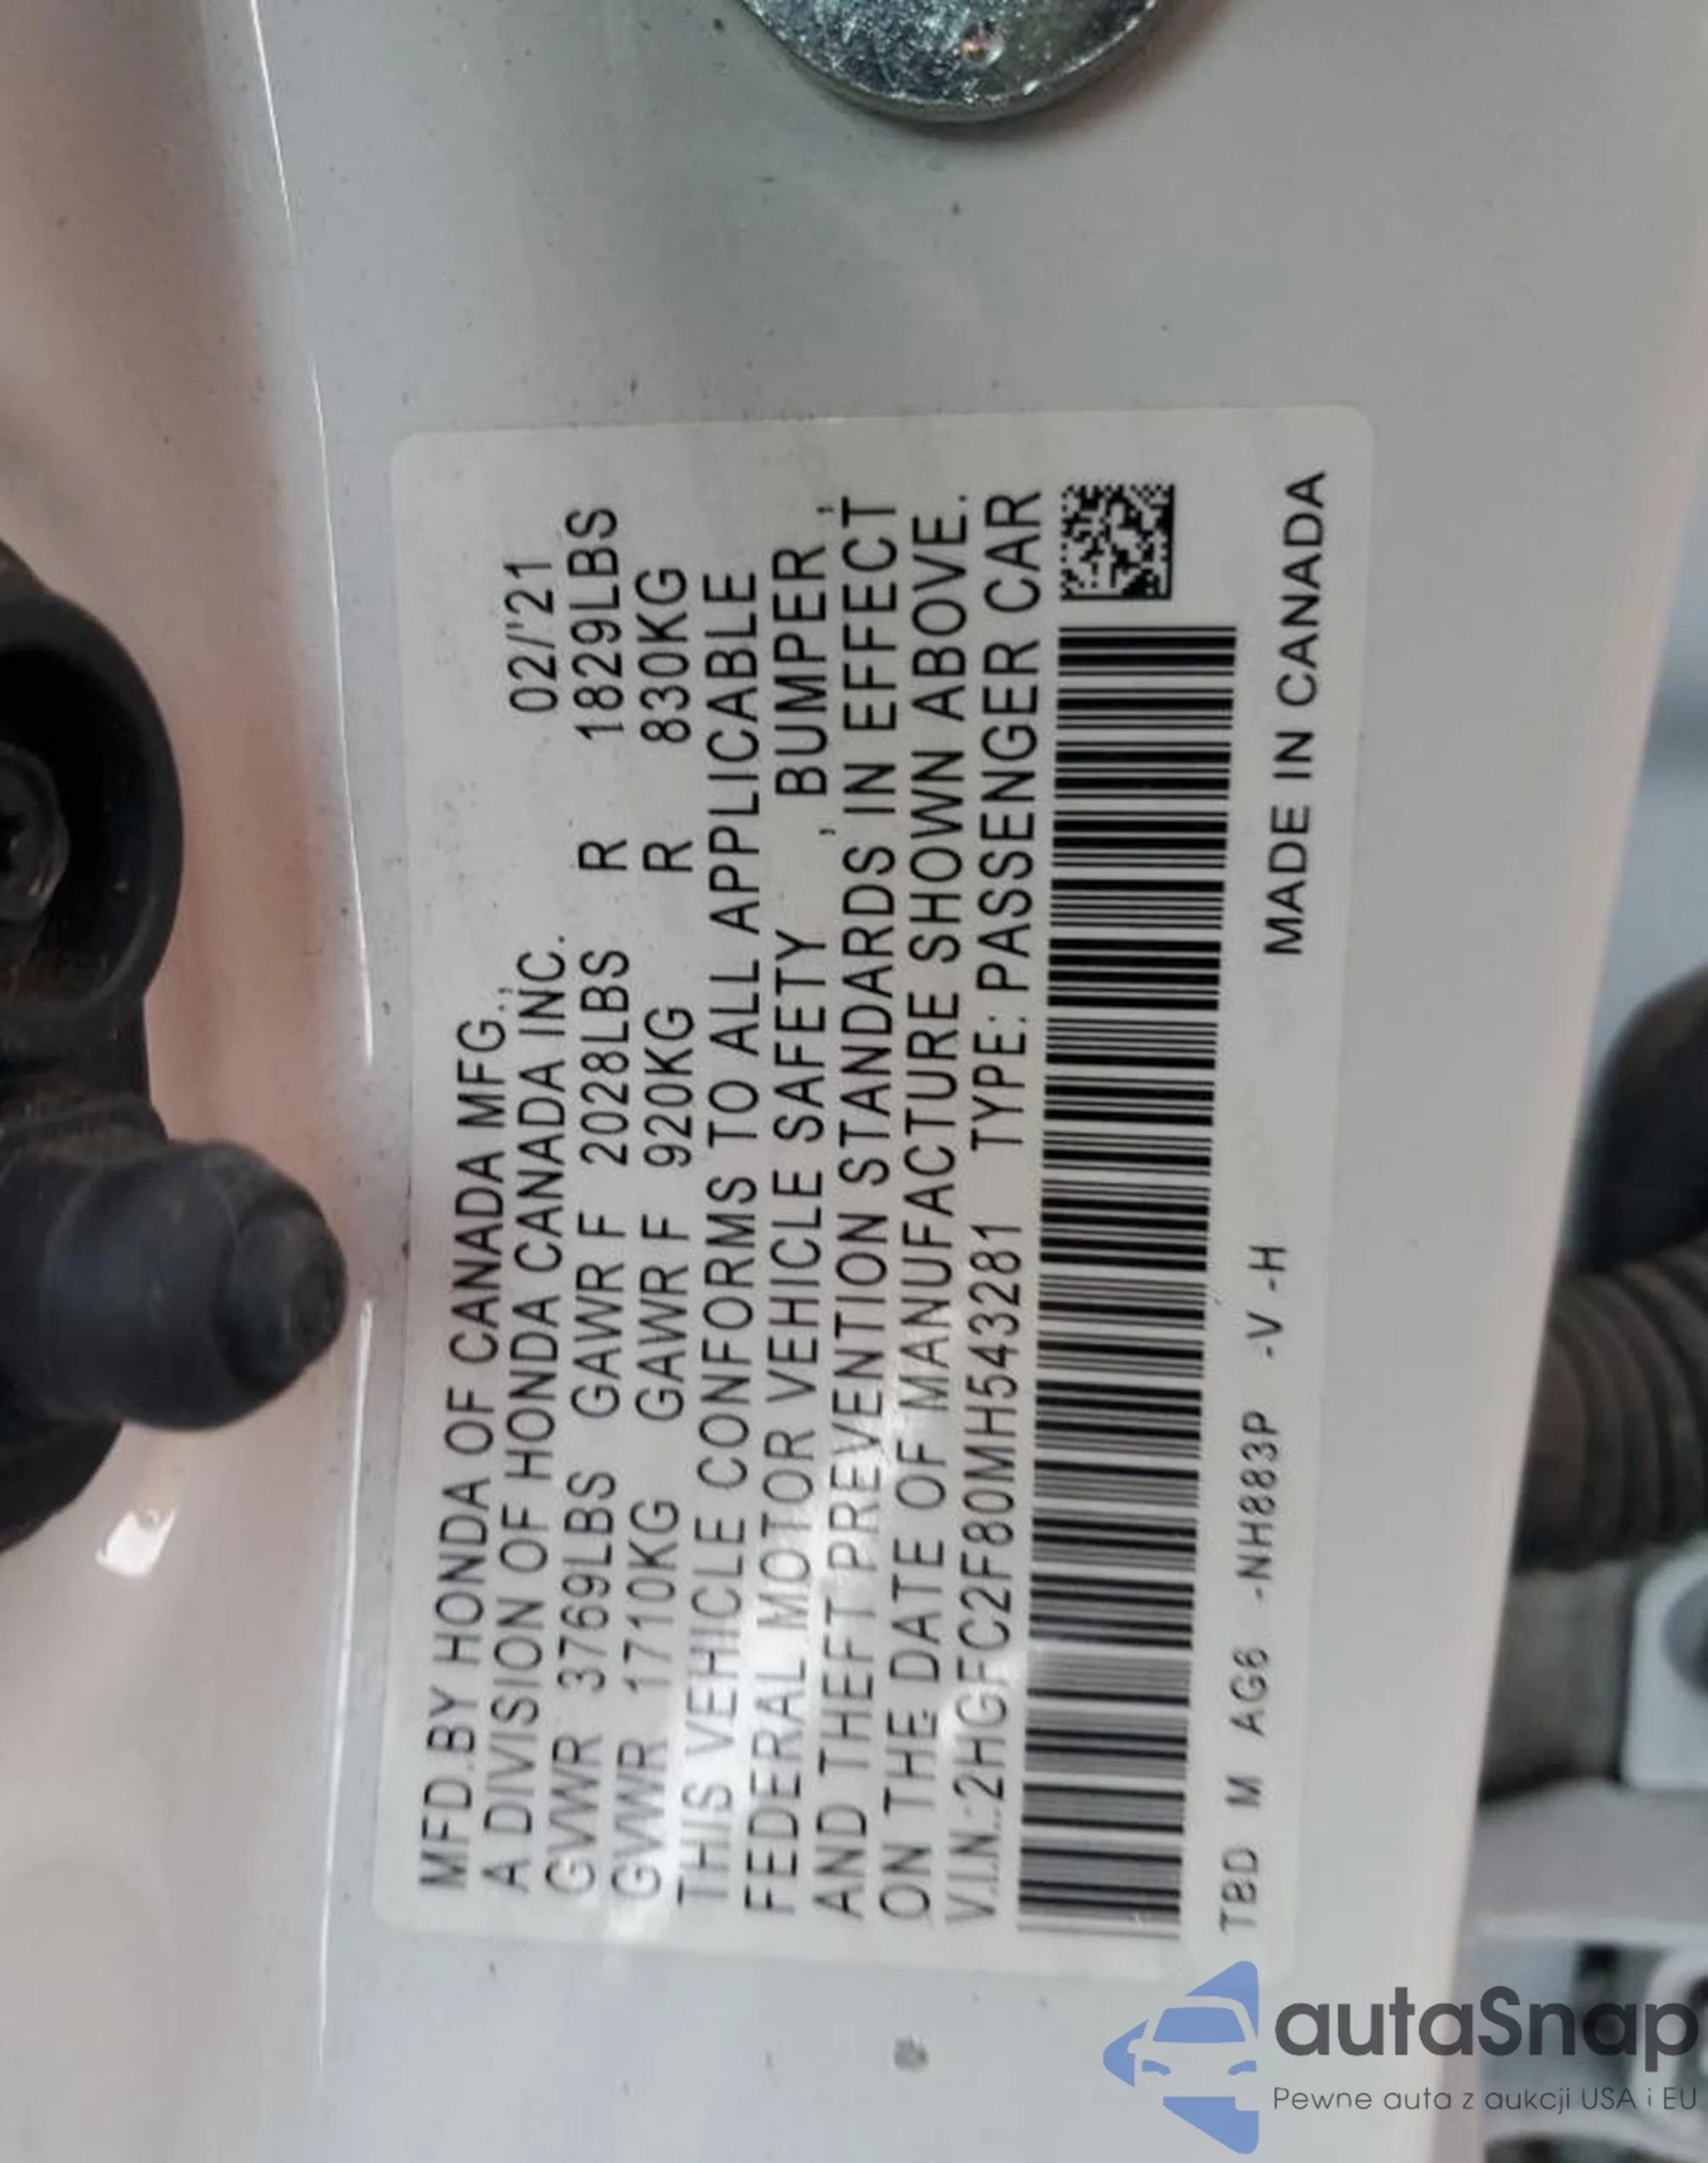 MFD.BY HONDA OF CANADA MFG.,
A DIVISION OF HONDA CANADA INC. 02/'21
GVWR 3769LBS GAWR F 2028LBS R 1829LBS
GVWR 1710KG GAWR F 920KG R 830KG
THIS VEHICLE CONFORMS TO ALL APPLICABLE
FEDERAL MOTOR VEHICLE SAFETY , BUMPER ,
AND THEFT PREVENTION STANDARDS IN EFFECT
ON THE DATE OF MANUFACTURE SHOWN ABOVE.
V.I.N.:2HGFC2F80MH543281 TYPE: PASSENGER CAR
TBD M AG6 -NH883P -V -H MADE IN CANADA
autaSnap
Pewne auta z aukcji USA i EU